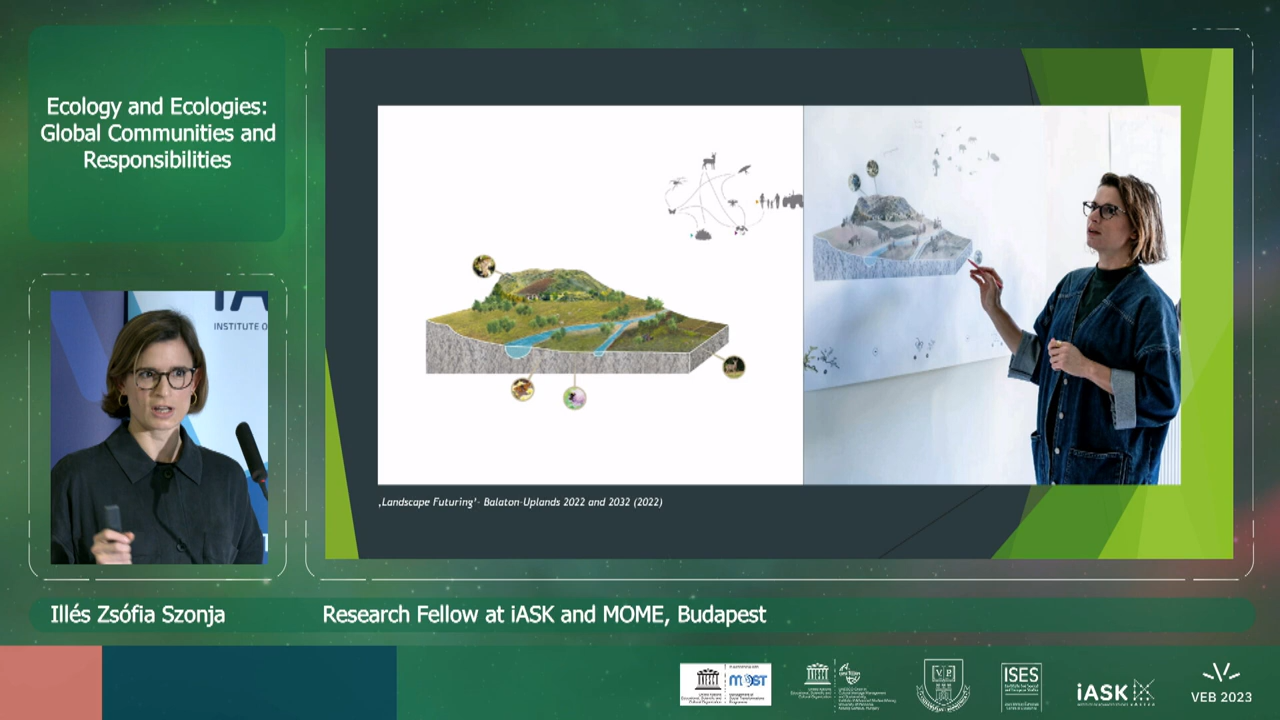 Ecology and Ecologies:
Global Communities and
Responsibilities
IA
INSTITUTE O
‚Landscape Futuring'- Balaton-Uplands 2022 and 2032 (2022)
Illés Zsófia Szonja
Research Fellow at iASK and MOME, Budapest
MOST
ISES
iASK
VEB 2023